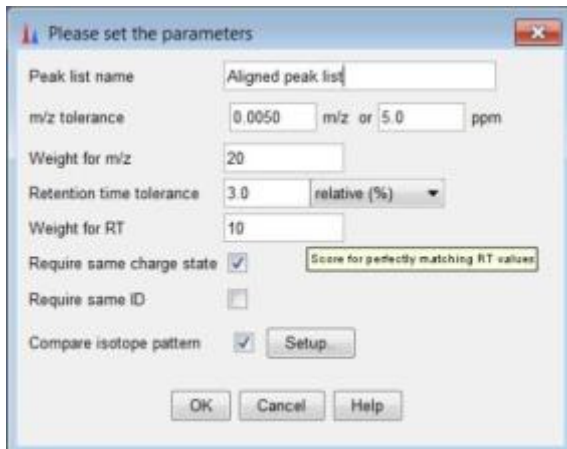 Please set the parameters
Peak list name Aligned peak list
m/z tolerance 0.0050 m/z or 5.0 ppm
Weight for m/z 20
Retention time tolerance 3.0 relative (%)
Weight for RT 10
Require same charge state Score for perfectly matching RT values
Require same ID
Compare isotope pattern Setup
OK Cancel Help